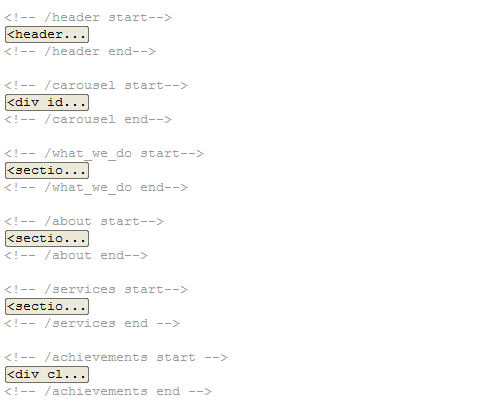 <!-- /header start-->
<header...
<!-- /header end-->
<!-- /carousel start-->
<div id...
<!-- /carousel end-->
<!-- /what_we_do start-->
<sectio...
<!-- /what_we_do end-->
<!-- /about start-->
<sectio...
<!-- /about end-->
<!-- /services start-->
<sectio...
<!-- /services end -->
<!-- /achievements start -->
<div cl...
<!-- /achievements end -->